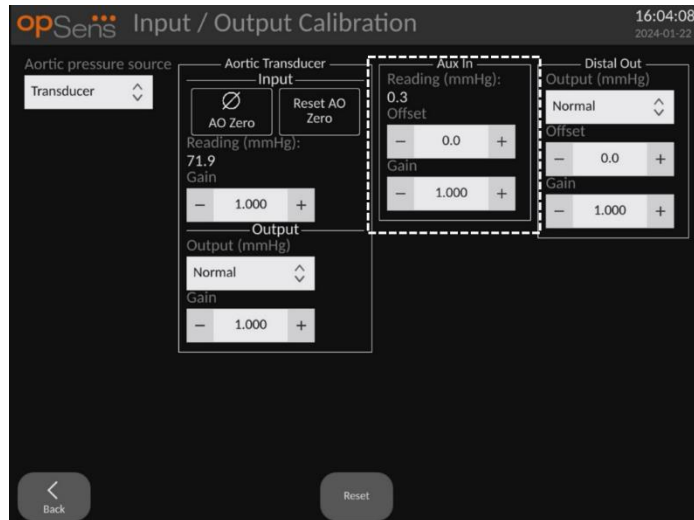 opSens Input / Output Calibration
16:04:08
2024-01-22
Aortic pressure source
Transducer
Aortic Transducer
Input
AO Zero
Reset AO Zero
Reading (mmHg):
71.9
Gain
− 1.000 +
Output
Output (mmHg)
Normal
Gain
− 1.000 +
Aux In
Reading (mmHg):
0.3
Offset
− 0.0 +
Gain
− 1.000 +
Distal Out
Output (mmHg)
Normal
Offset
− 0.0 +
Gain
− 1.000 +
Back
Reset